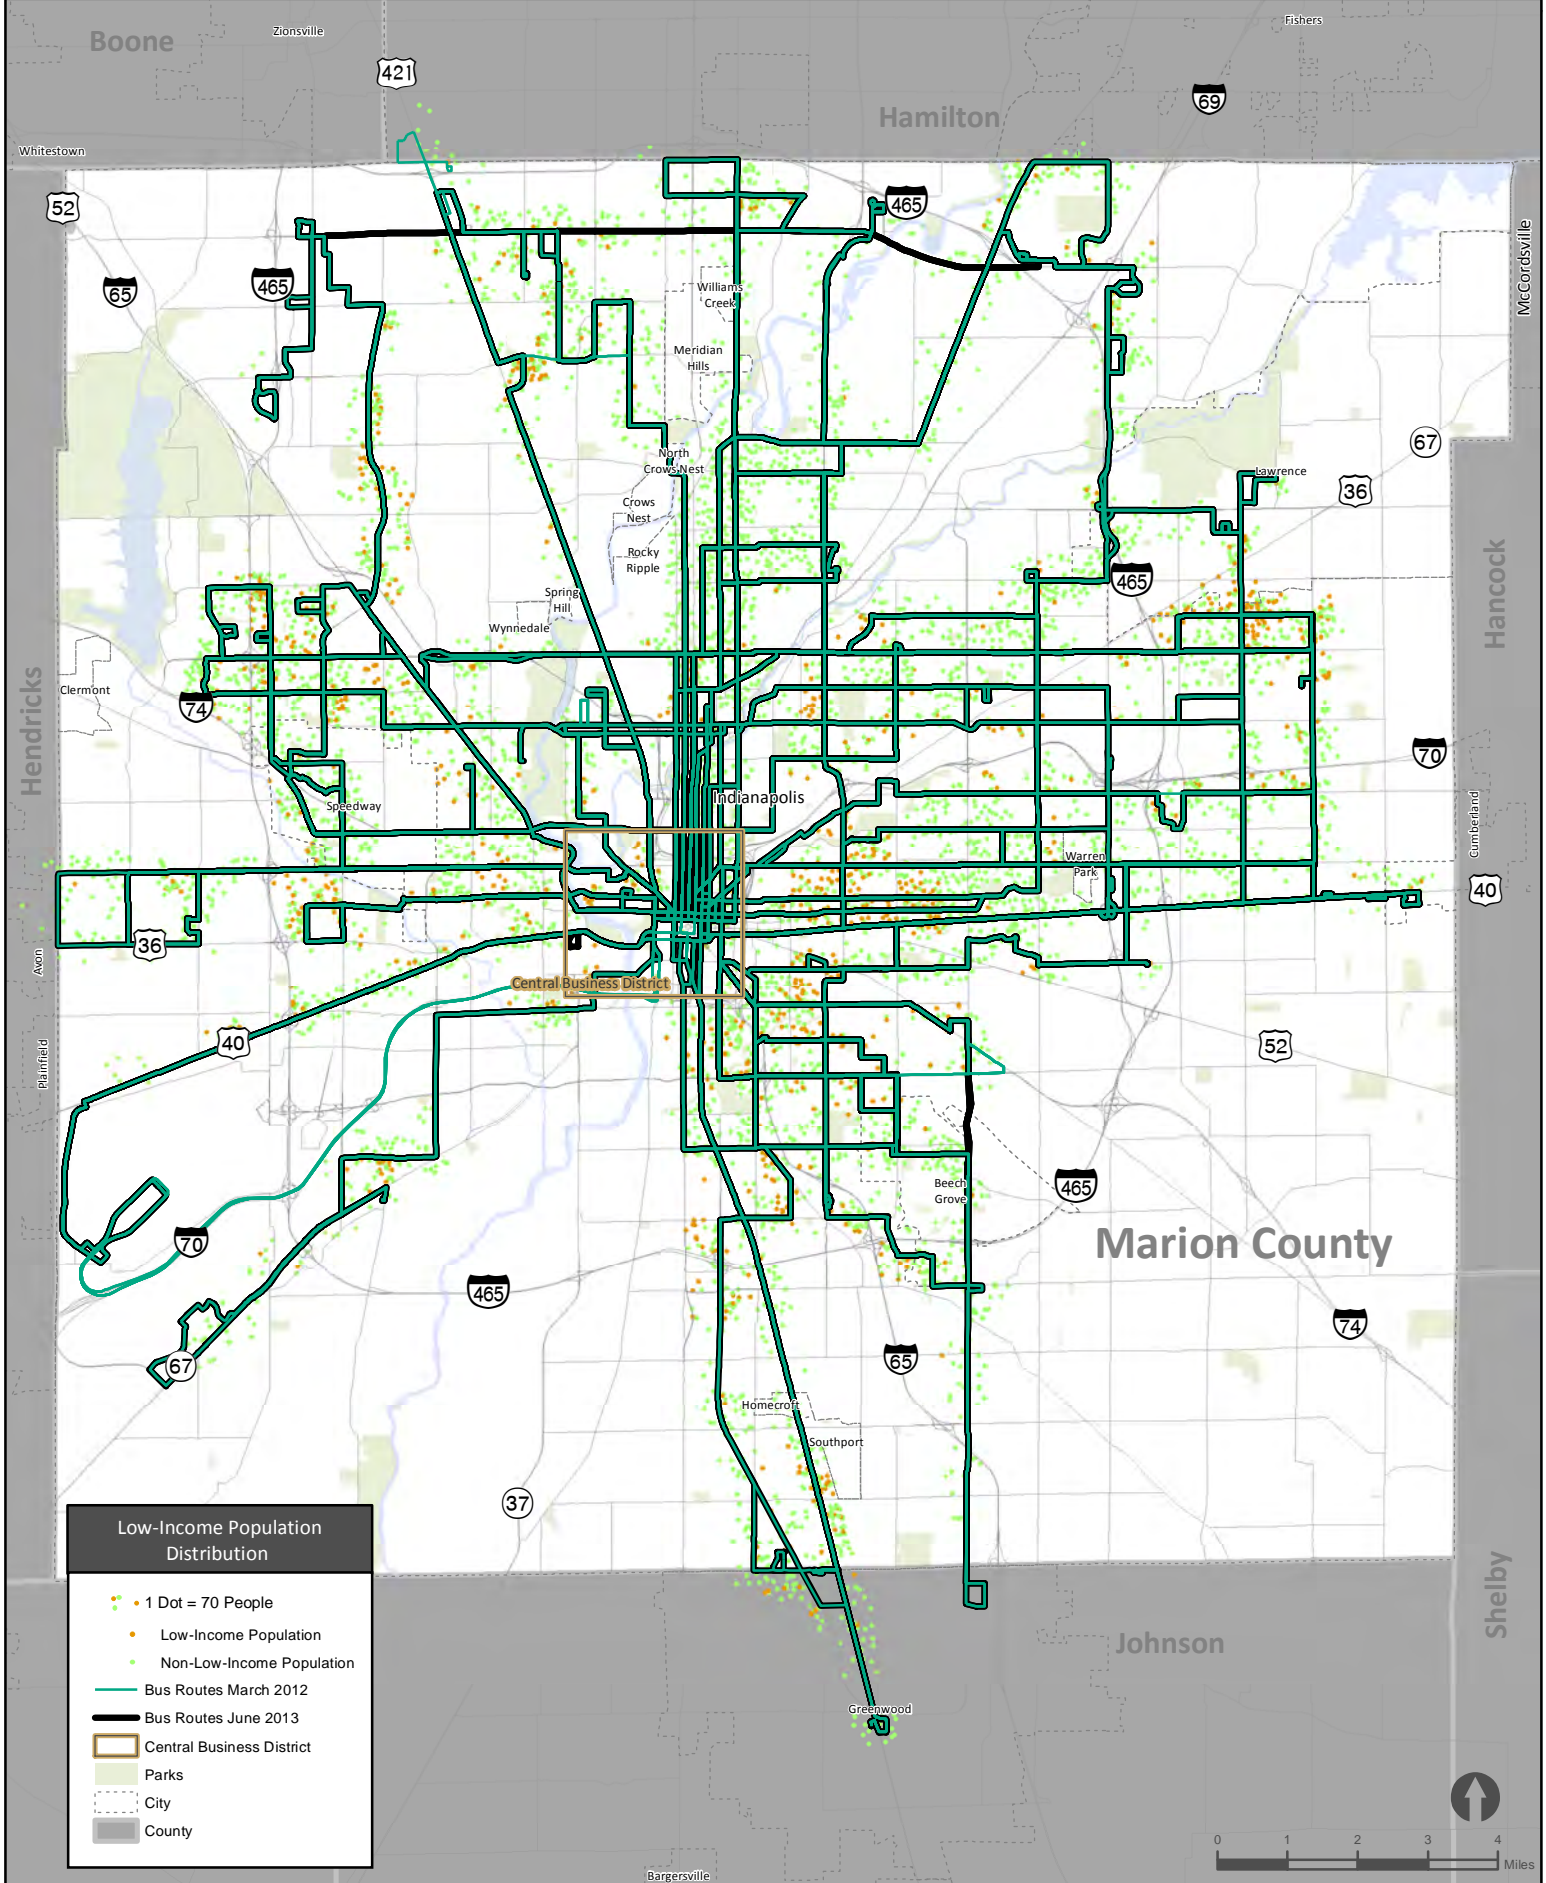 Boone
Zionsville
Fishers
421
69
Hamilton
Whitestown
52
465
McCordsville
65
465
Williams
Creek
Meridian
Hills
67
North
Crows Nest
Lawrence
36
Crows
Nest
Rocky
Ripple
465
Hancock
Spring
Hill
Wynnedale
Hendricks
Clermont
74
70
Indianapolis
Speedway
Cumberland
Warren
Park
40
36
Avon
Central Business District
40
52
Plainfield
Beech
Grove
465
70
Marion County
465
74
65
67
Homecroft
Southport
37
Low-Income Population
Distribution
1 Dot = 70 People
Low-Income Population
Non-Low-Income Population
Bus Routes March 2012
Bus Routes June 2013
Central Business District
Parks
City
County
Shelby
Johnson
Greenwood
0 1 2 3 4
Miles
Bargersville